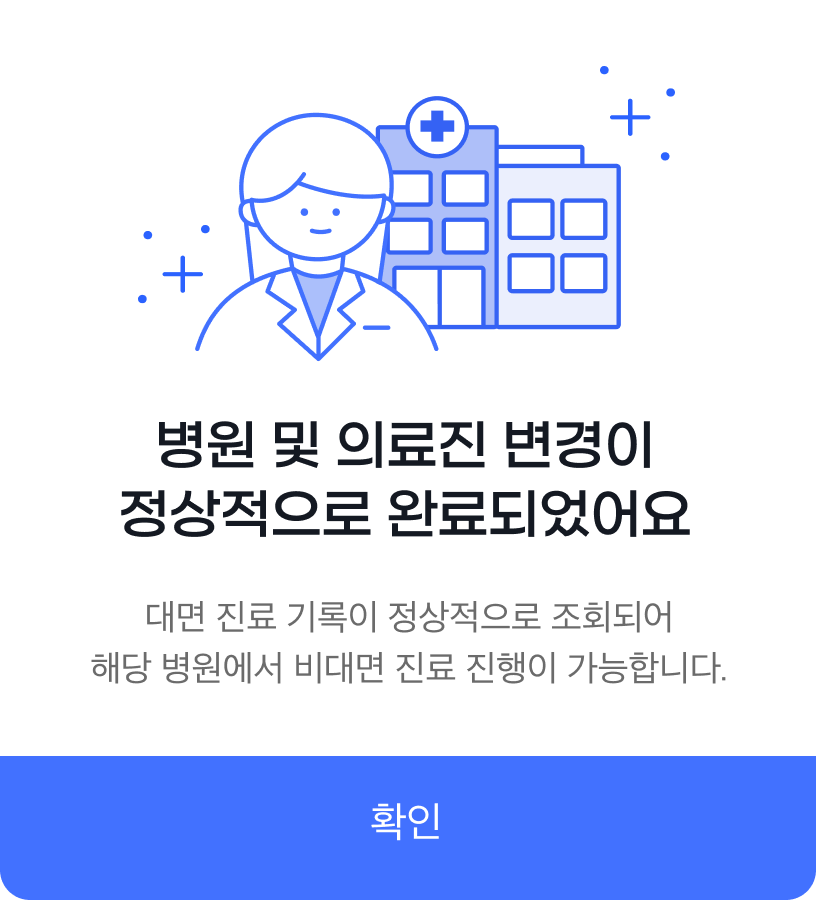 병원 및 의료진 변경이
정상적으로 완료되었어요
대면 진료 기록이 정상적으로 조회되어
해당 병원에서 비대면 진료 진행이 가능합니다.
확인